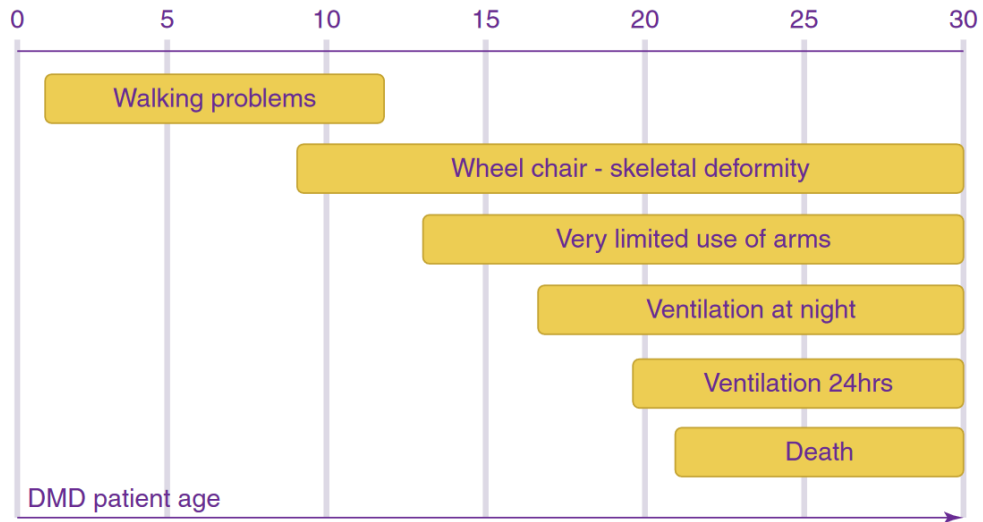 0 5 10 15 20 25 30
Walking problems
Wheel chair - skeletal deformity
Very limited use of arms
Ventilation at night
Ventilation 24hrs
Death
DMD patient age